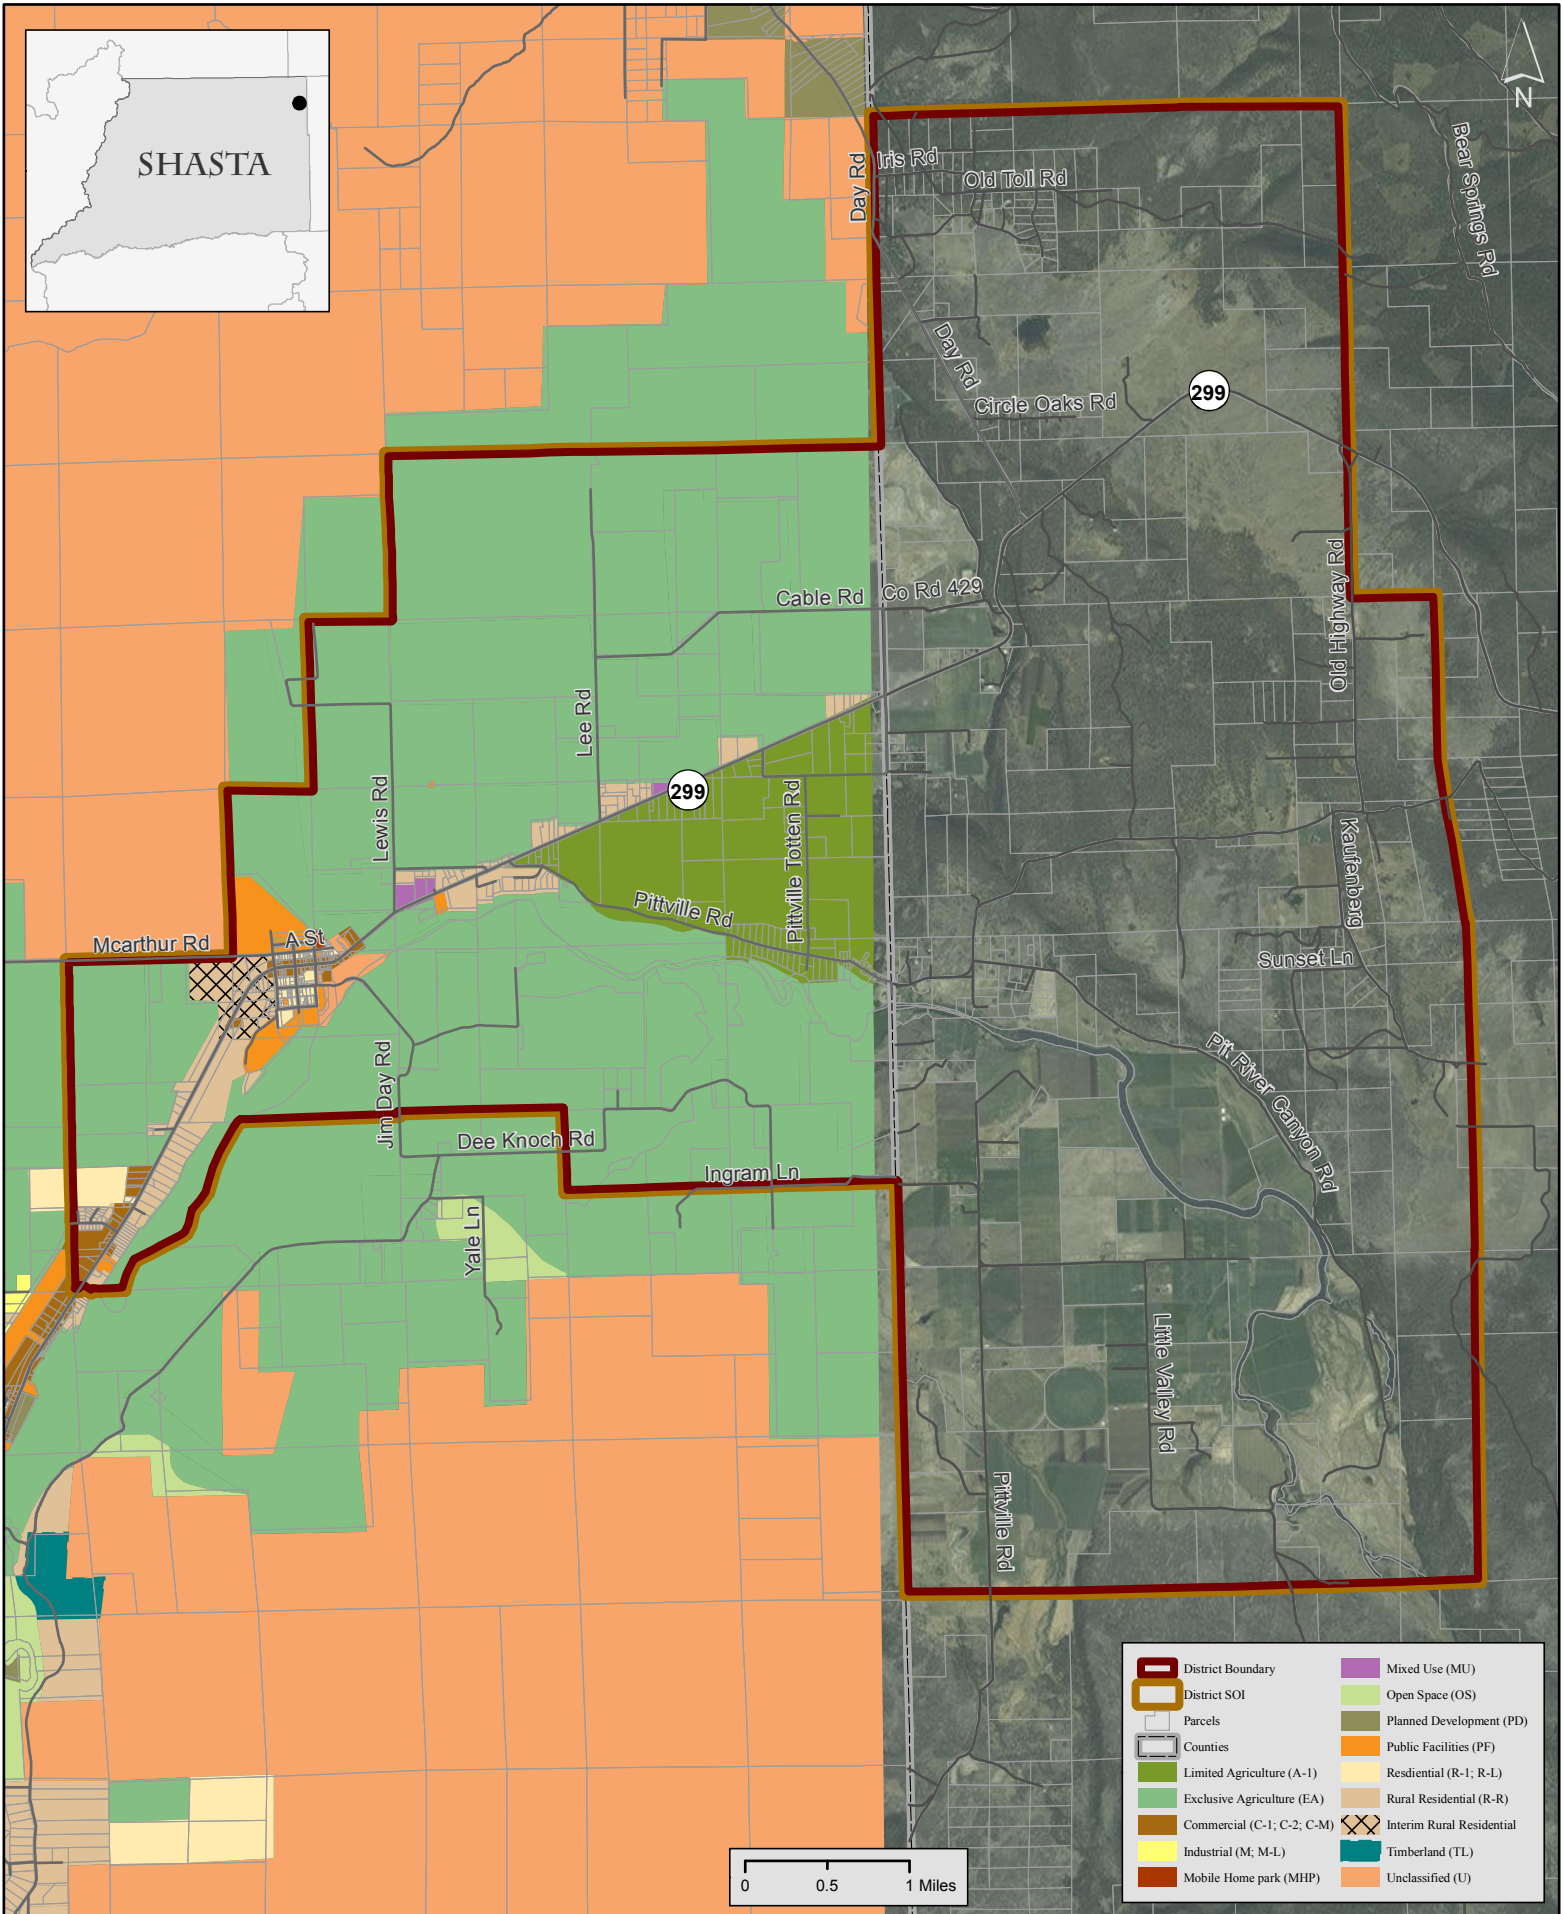 SHASTA
N
Day Rd
Iris Rd
Old Toll Rd
Bear Springs Rd
Day Rd
Circle Oaks Rd
299
Cable Rd
Co Rd 429
Old Highway Rd
Lee Rd
Lewis Rd
299
Pittville Totten Rd
Kaufenberg
Pittville Rd
Mcarthur Rd
A St
Sunset Ln
Jim Day Rd
Pit River Canyon Rd
Dee Knoch Rd
Ingram Ln
Yale Ln
Little Valley Rd
Pittville Rd
District Boundary
District SOI
Parcels
Counties
Limited Agriculture (A-1)
Exclusive Agriculture (EA)
Commercial (C-1; C-2; C-M)
Industrial (M; M-L)
Mobile Home park (MHP)
Mixed Use (MU)
Open Space (OS)
Planned Development (PD)
Public Facilities (PF)
Resdiential (R-1; R-L)
Rural Residential (R-R)
Interim Rural Residential
Timberland (TL)
Unclassified (U)
0 0.5 1 Miles